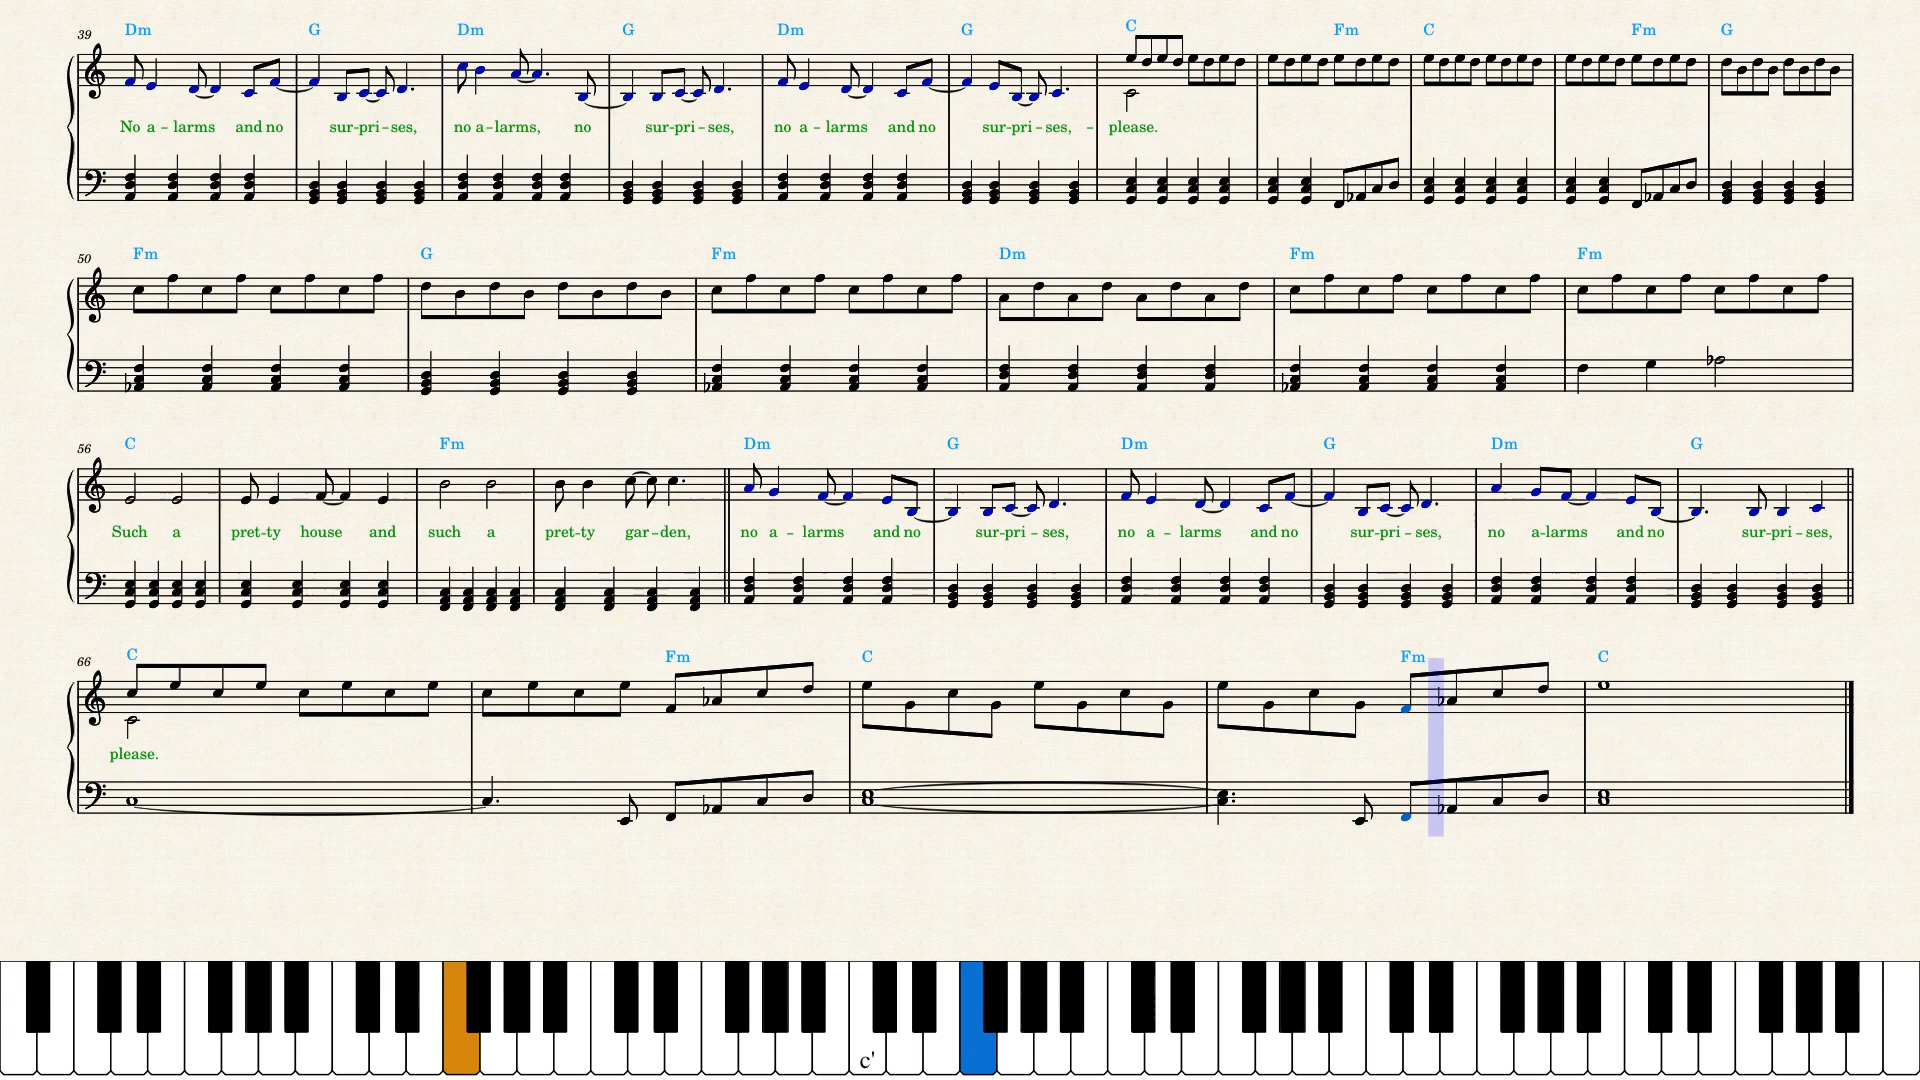 39 Dm G Dm G Dm G C Fm C Fm G
No a – larms and no sur-pri-ses, no a-larms, no sur-pri-ses, no a – larms and no sur-pri-ses, – please.
50 Fm G Fm Dm Fm Fm
56 C Fm Dm G Dm G Dm G
Such a pret-ty house and such a pret-ty gar-den, no a – larms and no sur-pri-ses, no a – larms and no sur-pri-ses, no a-larms and no sur-pri-ses,
66 C Fm C Fm C
please.
c'